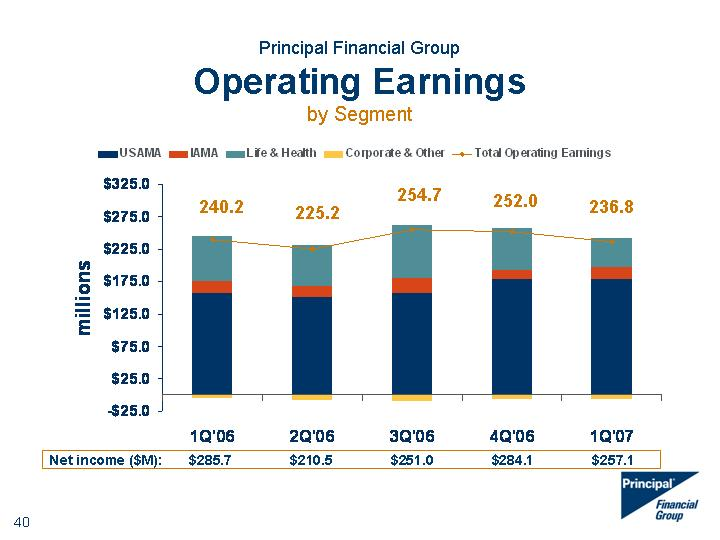 Principal Financial Group
Operating Earnings
by Segment
USAMA IAMA Life & Health Corporate & Other Total Operating Earnings
$325.0
$275.0
$225.0
$175.0
$125.0
$75.0
$25.0
-$25.0
millions
240.2 225.2 254.7 252.0 236.8
1Q'06 2Q'06 3Q'06 4Q'06 1Q'07
Net income ($M): $285.7 $210.5 $251.0 $284.1 $257.1
Principal
Financial
Group
40